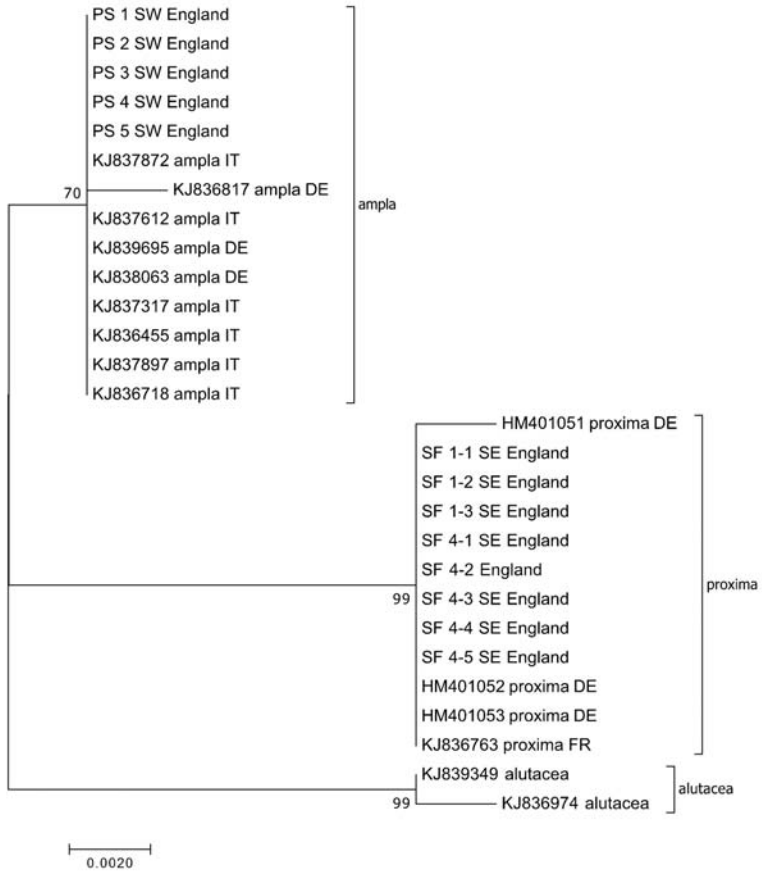 PS 1 SW England
PS 2 SW England
PS 3 SW England
PS 4 SW England
PS 5 SW England
KJ837872 ampla IT
70
KJ836817 ampla DE
ampla
KJ837612 ampla IT
KJ839695 ampla DE
KJ838063 ampla DE
KJ837317 ampla IT
KJ836455 ampla IT
KJ837897 ampla IT
KJ836718 ampla IT
HM401051 proxima DE
SF 1-1 SE England
SF 1-2 SE England
SF 1-3 SE England
SF 4-1 SE England
SF 4-2 England
proxima
99
SF 4-3 SE England
SF 4-4 SE England
SF 4-5 SE England
HM401052 proxima DE
HM401053 proxima DE
KJ836763 proxima FR
KJ839349 alutacea
alutacea
99
KJ836974 alutacea
0.0020